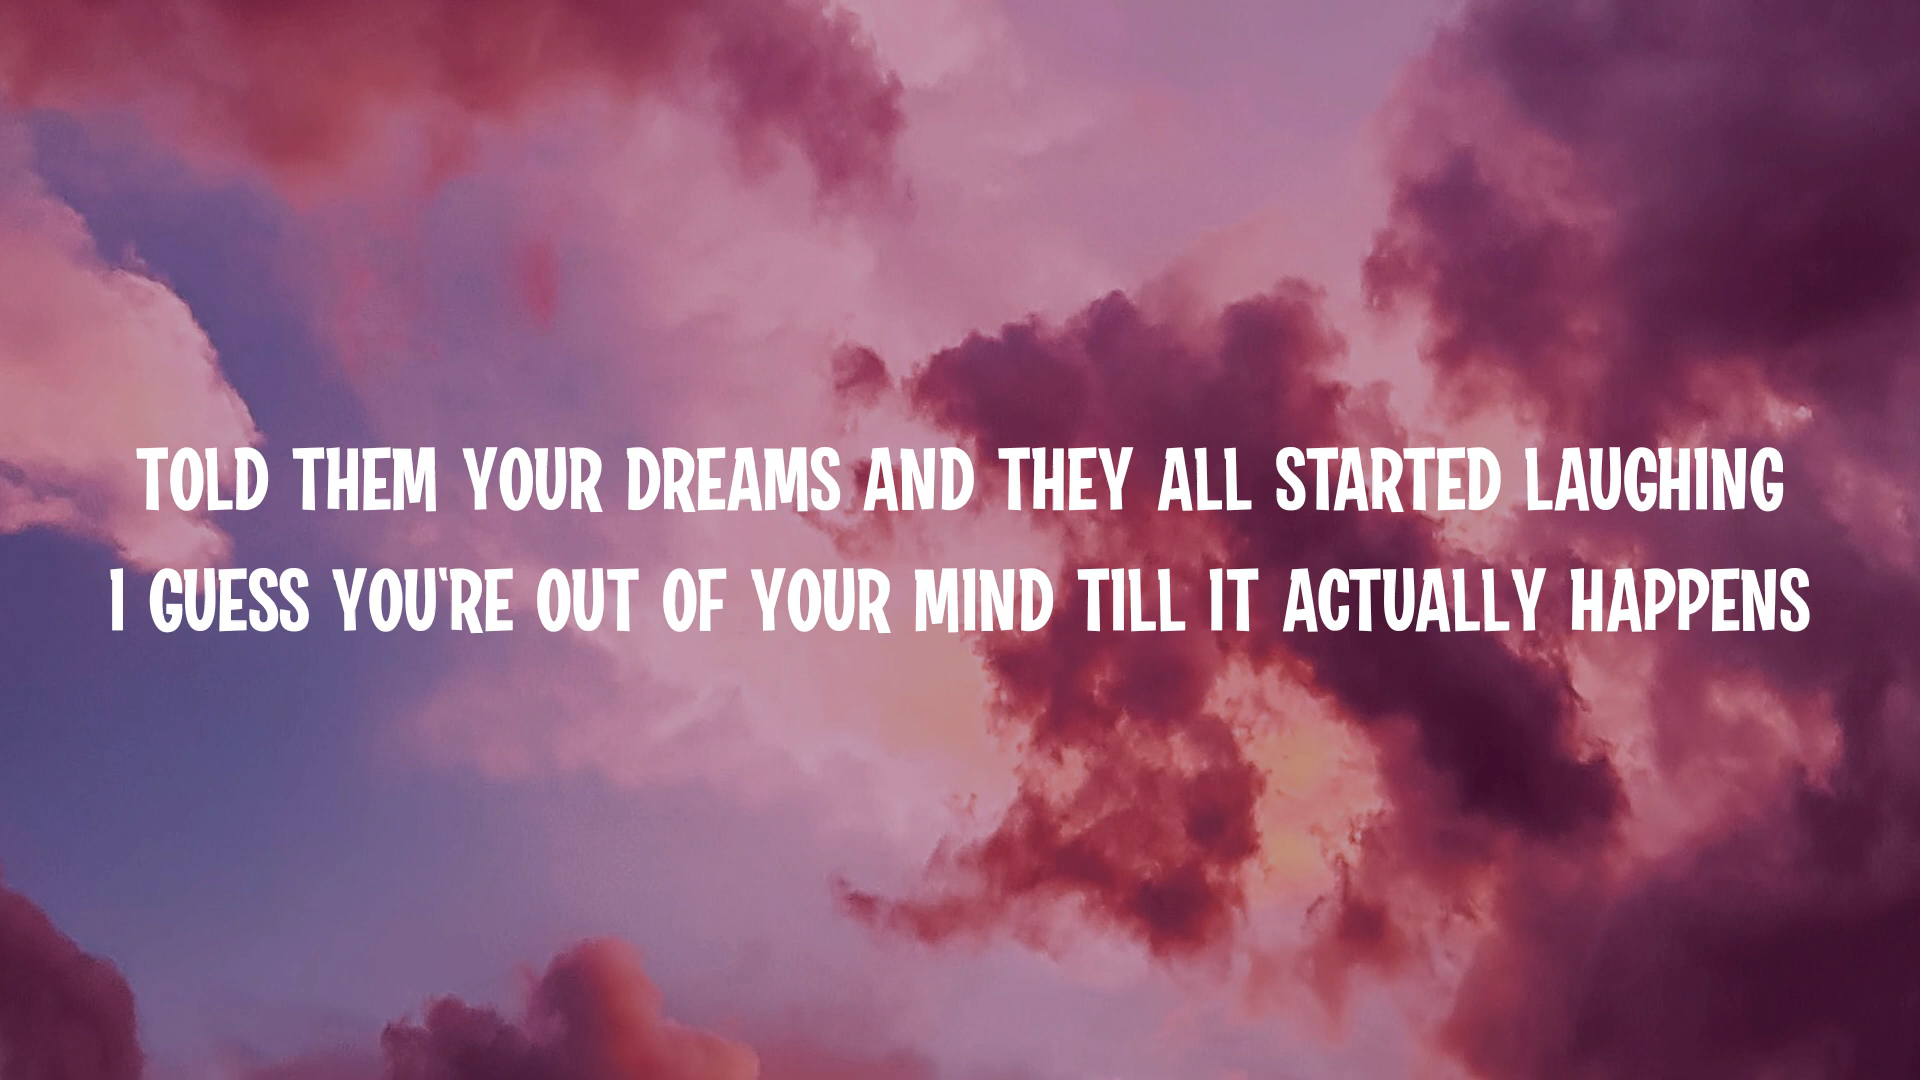 TOLD THEM YOUR DREAMS AND THEY ALL STARTED LAUGHING
I GUESS YOU'RE OUT OF YOUR MIND TILL IT ACTUALLY HAPPENS